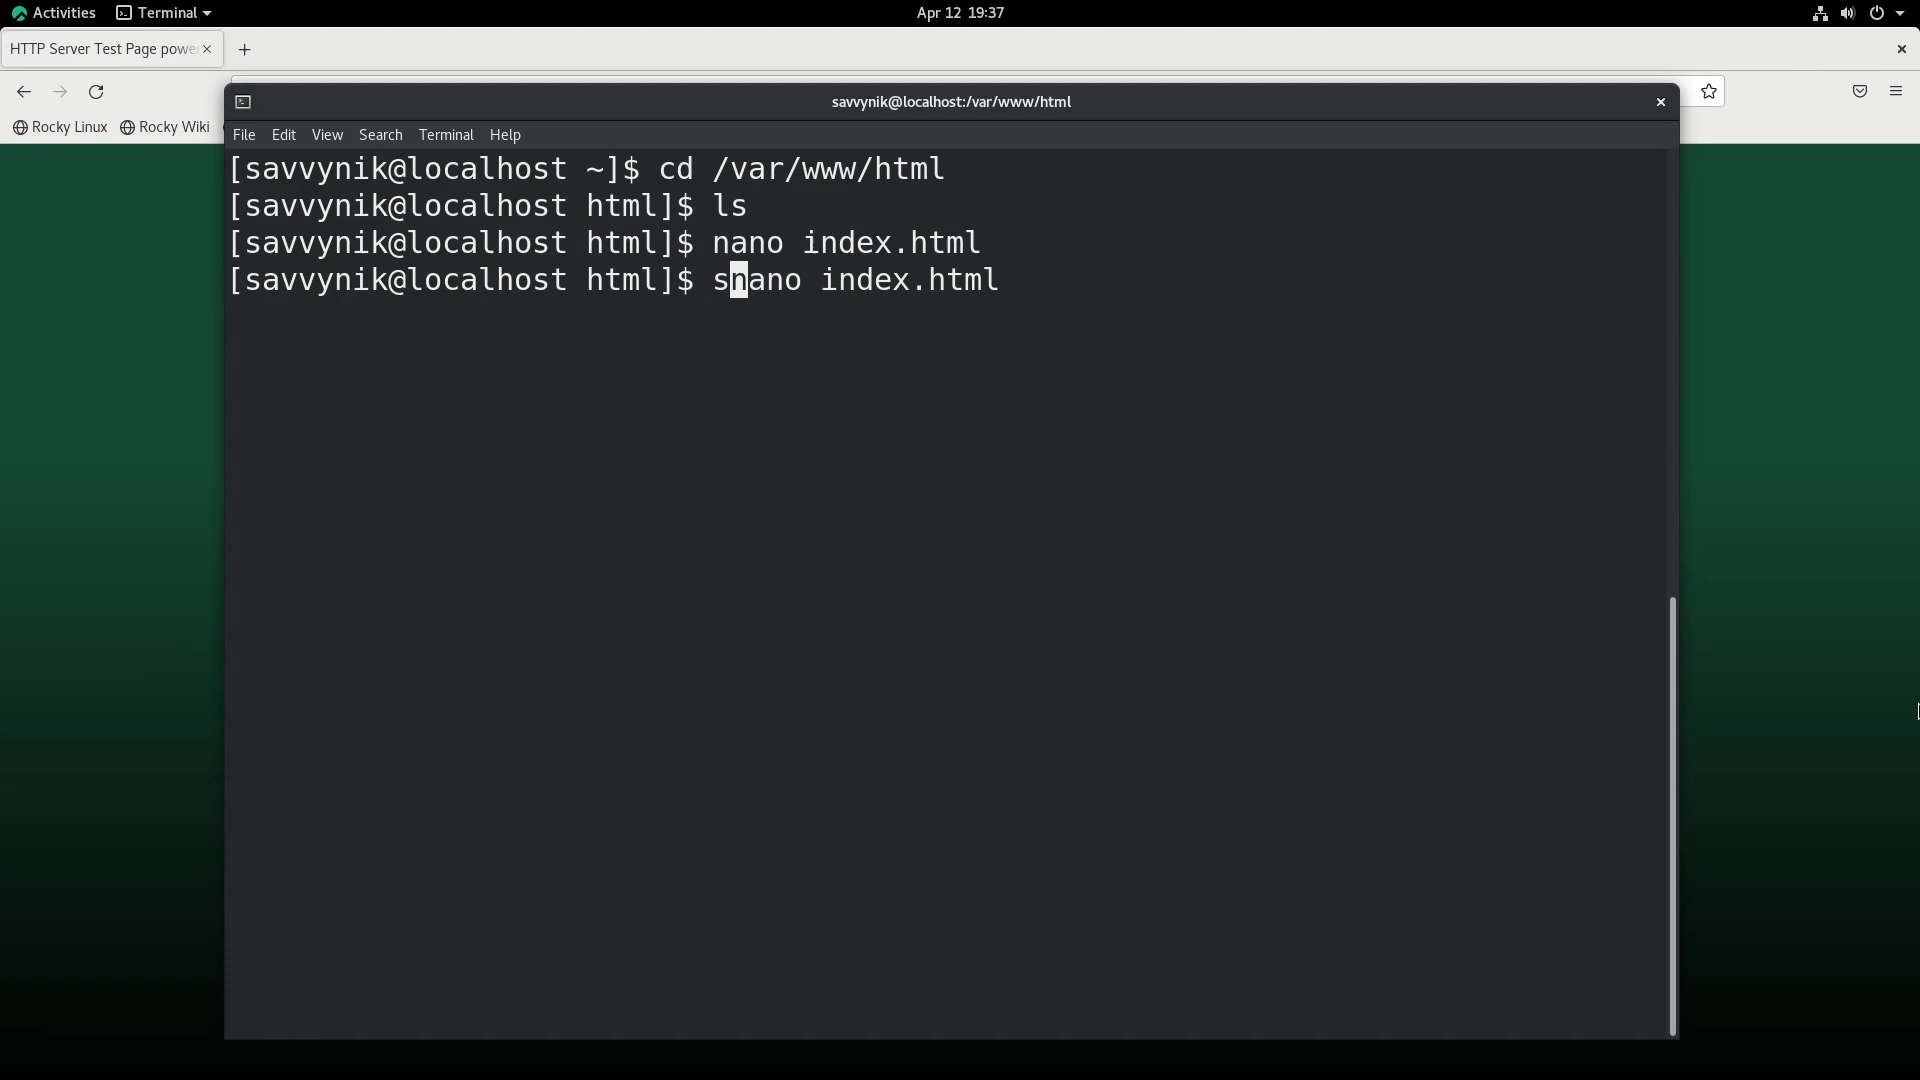 Activities Terminal Apr 12 19:37
HTTP Server Test Page power
savvynik@localhost:/var/www/html
Rocky Linux Rocky Wiki
File Edit View Search Terminal Help
[savvynik@localhost ~]$ cd /var/www/html
[savvynik@localhost html]$ ls
[savvynik@localhost html]$ nano index.html
[savvynik@localhost html]$ snano index.html